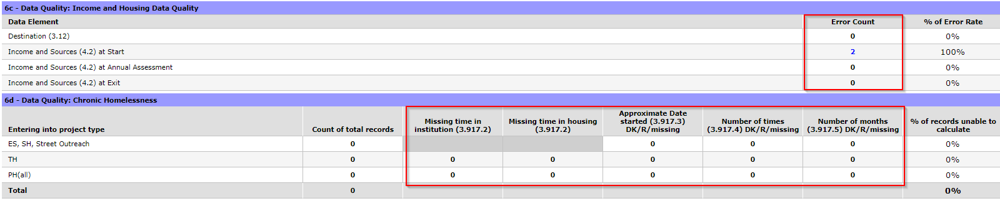 6c - Data Quality: Income and Housing Data Quality
Data Element Error Count % of Error Rate
Destination (3.12) 0 0%
Income and Sources (4.2) at Start 2 100%
Income and Sources (4.2) at Annual Assessment 0 0%
Income and Sources (4.2) at Exit 0 0%
6d - Data Quality: Chronic Homelessness
Entering into project type Count of total records Missing time in institution (3.917.2) Missing time in housing (3.917.2) Approximate Date started (3.917.3) DK/R/missing Number of times (3.917.4) DK/R/missing Number of months (3.917.5) DK/R/missing % of records unable to calculate
ES, SH, Street Outreach 0 0 0 0 0%
TH 0 0 0 0 0 0 0%
PH(all) 0 0 0 0 0 0 0%
Total 0 0%